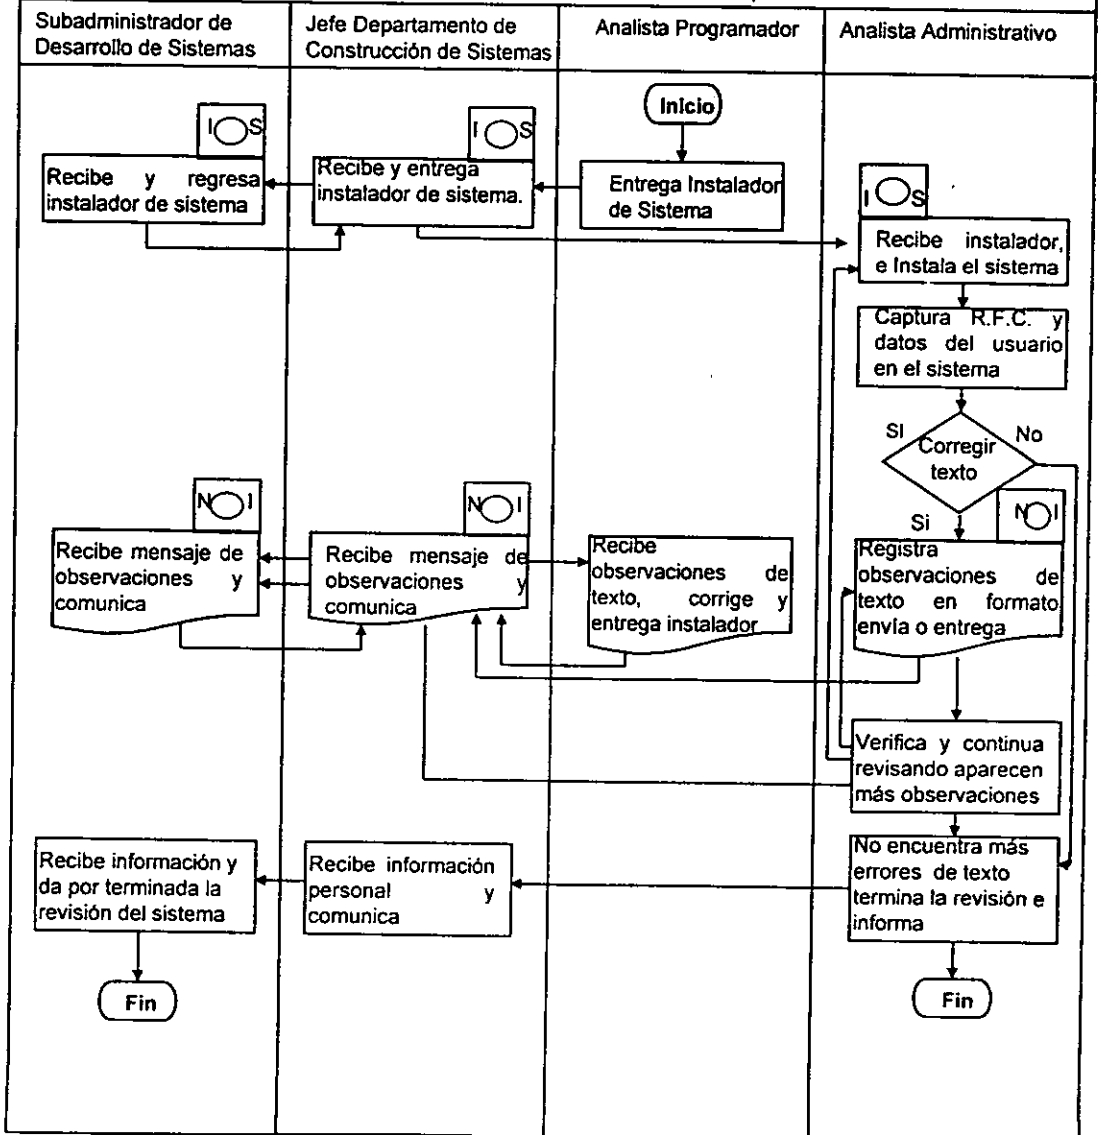 Subadministrador de
Desarrollo de Sistemas
Jefe Departamento de
Construcción de Sistemas
Analista Programador
Analista Administrativo
Inicio
I S
I S
Recibe y regresa
instalador de sistema
Recibe y entrega
instalador de sistema.
Entrega Instalador
de Sistema
I S
Recibe instalador,
e Instala el sistema
Captura R.F.C. y
datos del usuario
en el sistema
SI
No
Corregir
texto
N I
N I
N I
Si
Recibe mensaje de
observaciones y
comunica
Recibe mensaje de
observaciones y
comunica
Recibe
observaciones de
texto, corrige y
entrega instalador
Registra
observaciones de
texto en formato
envía o entrega
Verifica y continua
revisando aparecen
más observaciones
Recibe información y
da por terminada la
revisión del sistema
Recibe información
personal y
comunica
No encuentra más
errores de texto
termina la revisión e
informa
Fin
Fin